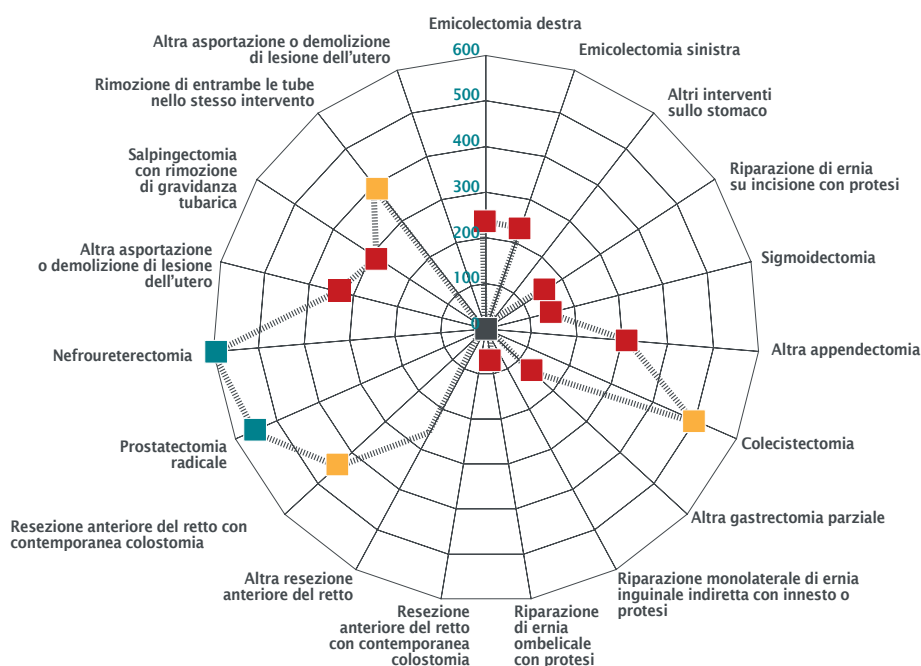 Emicolectomia destra
Emicolectomia sinistra
Altri interventi
sullo stomaco
Riparazione di ernia
su incisione con protesi
Sigmoidectomia
Altra appendectomia
Colecistectomia
Altra gastrectomia parziale
Riparazione monolaterale di ernia
inguinale indiretta con innesto o
protesi
Riparazione
di ernia
ombelicale
con protesi
Resezione
anteriore del retto
con contemporanea
colostomia
Altra resezione
anteriore del retto
Resezione anteriore del retto con
contemporanea colostomia
Prostatectomia
radicale
Nefroureterectomia
Altra asportazione
o demolizione di lesione
dell'utero
Salpingectomia
con rimozione
di gravidanza
tubarica
Rimozione di entrambe le tube
nello stesso intervento
Altra asportazione o demolizione
di lesione dell'utero
600
500
400
300
200
100
0